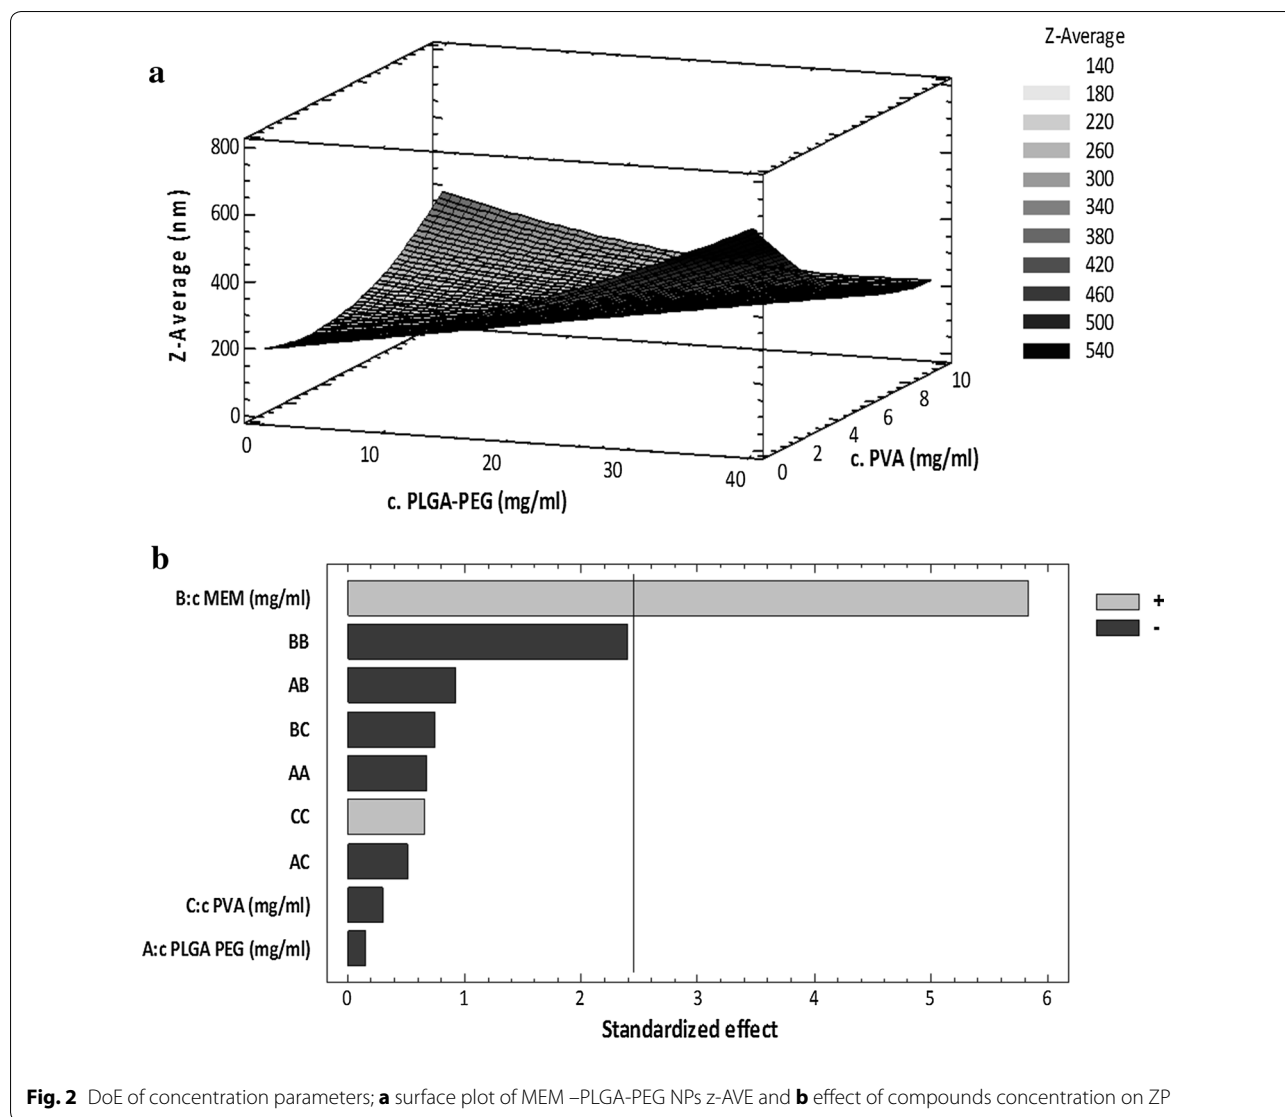 a
Z-Average
140
180
220
260
300
340
380
420
460
500
540
Z-Average (nm)
800
600
400
200
0
0
10
20
30
40
c. PLGA-PEG (mg/ml)
0
2
4
6
8
10
c. PVA (mg/ml)
b
B:c MEM (mg/ml)
BB
AB
BC
AA
CC
AC
C:c PVA (mg/ml)
A:c PLGA PEG (mg/ml)
0 1 2 3 4 5 6
Standardized effect
+
-
Fig. 2 DoE of concentration parameters; a surface plot of MEM –PLGA-PEG NPs z-AVE and b effect of compounds concentration on ZP